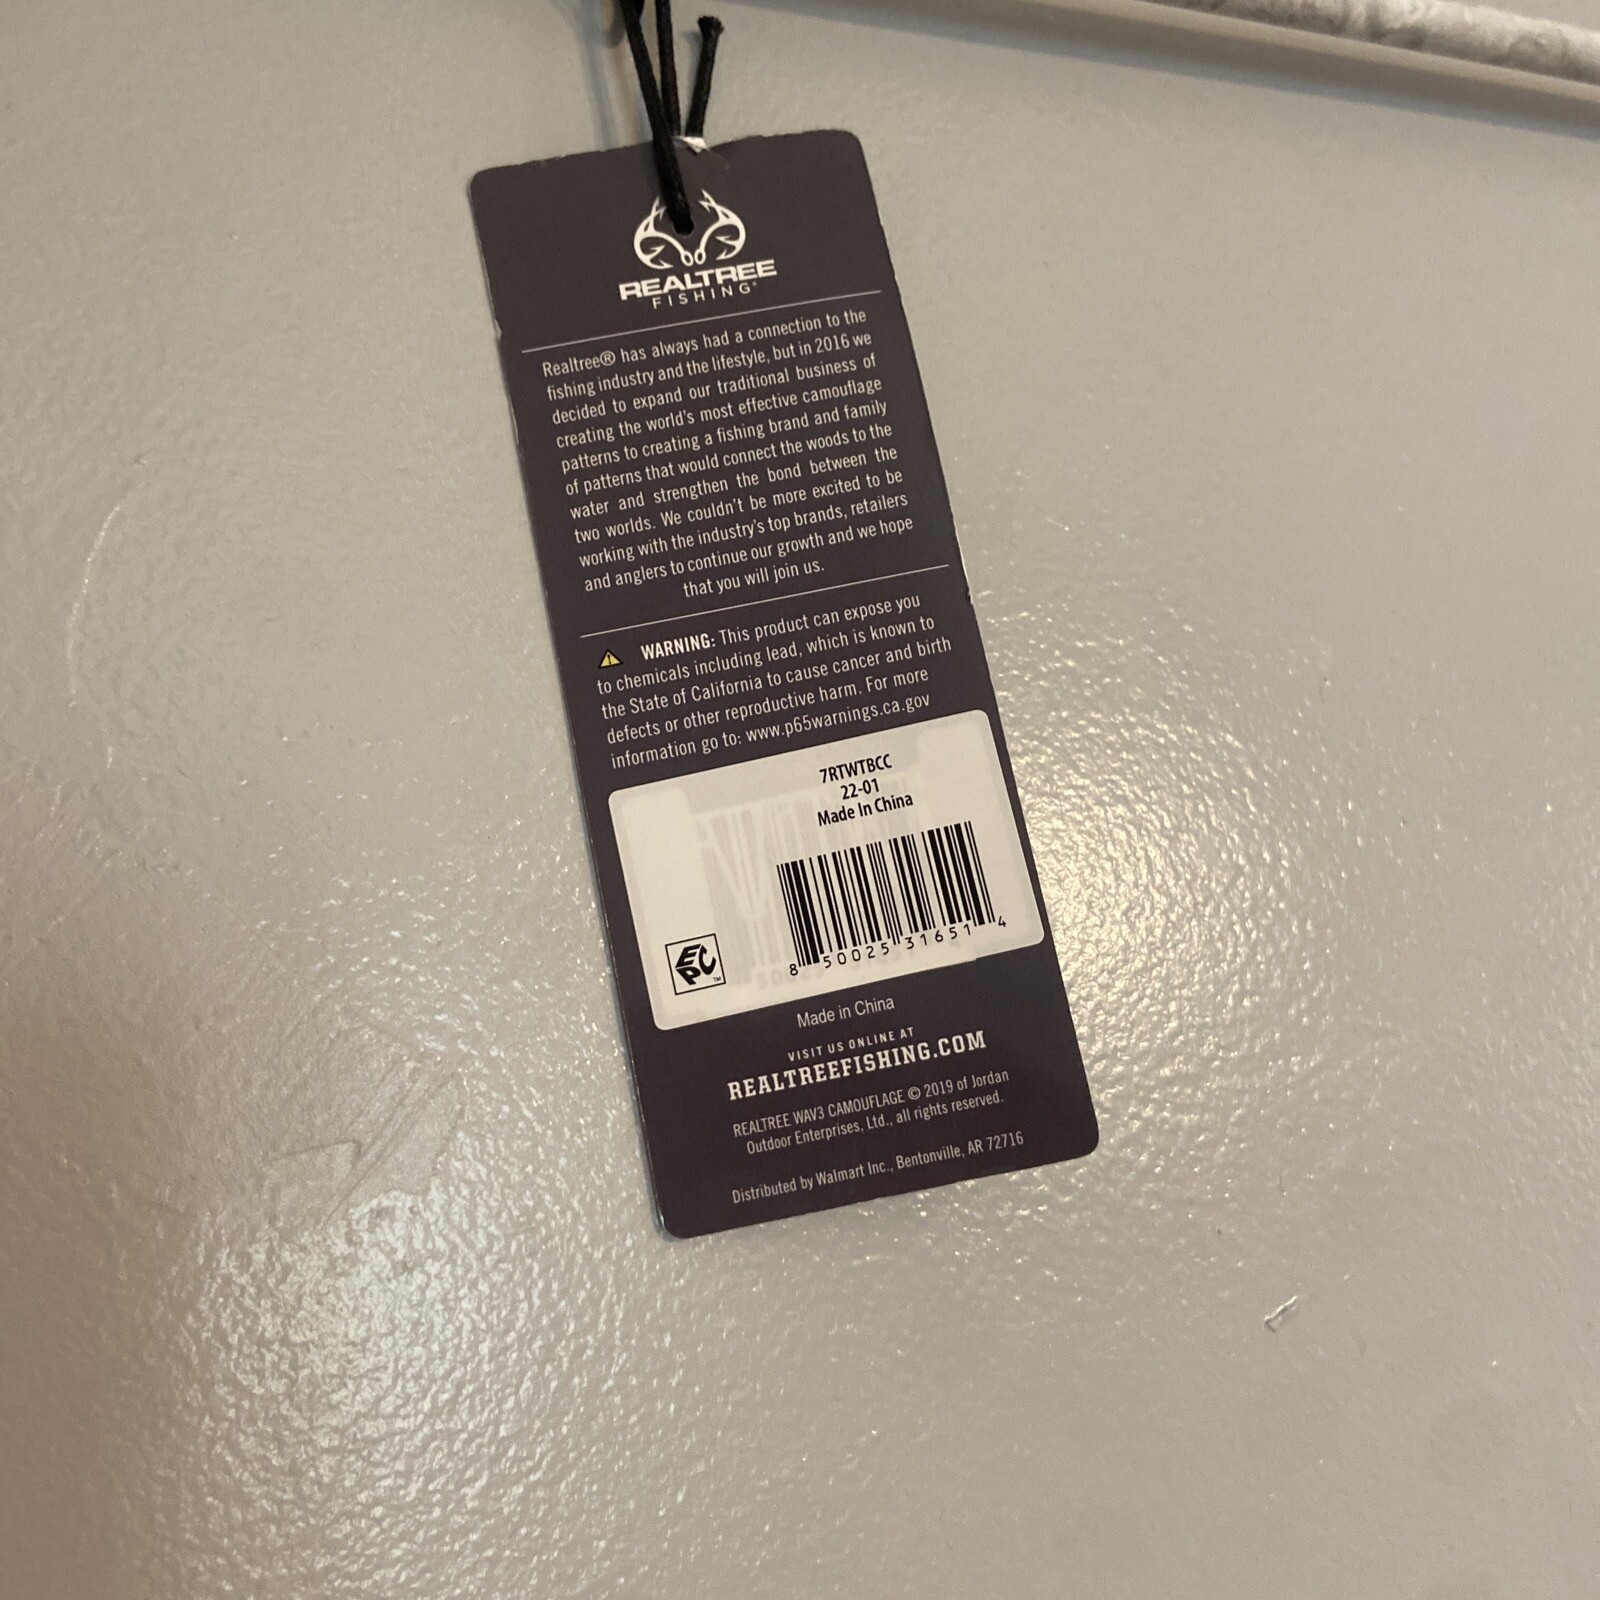 REALTREE
FISHING®
Realtree® has always had a connection to the
fishing industry and the lifestyle, but in 2016 we
decided to expand our traditional business of
creating the world's most effective camouflage
patterns to creating a fishing brand and family
of patterns that would connect the woods to the
water and strengthen the bond between the
two worlds. We couldn't be more excited to be
working with the industry's top brands, retailers
and anglers to continue our growth and we hope
that you will join us.
WARNING: This product can expose you
to chemicals including lead, which is known to
the State of California to cause cancer and birth
defects or other reproductive harm. For more
information go to: www.p65warnings.ca.gov
7RTWTBCC
22-01
Made In China
EPC™
8 50025 31651 4
Made in China
VISIT US ONLINE AT
REALTREEFISHING.COM
REALTREE WAV3 CAMOUFLAGE © 2019 of Jordan
Outdoor Enterprises, Ltd., all rights reserved.
Distributed by Walmart Inc., Bentonville, AR 72716